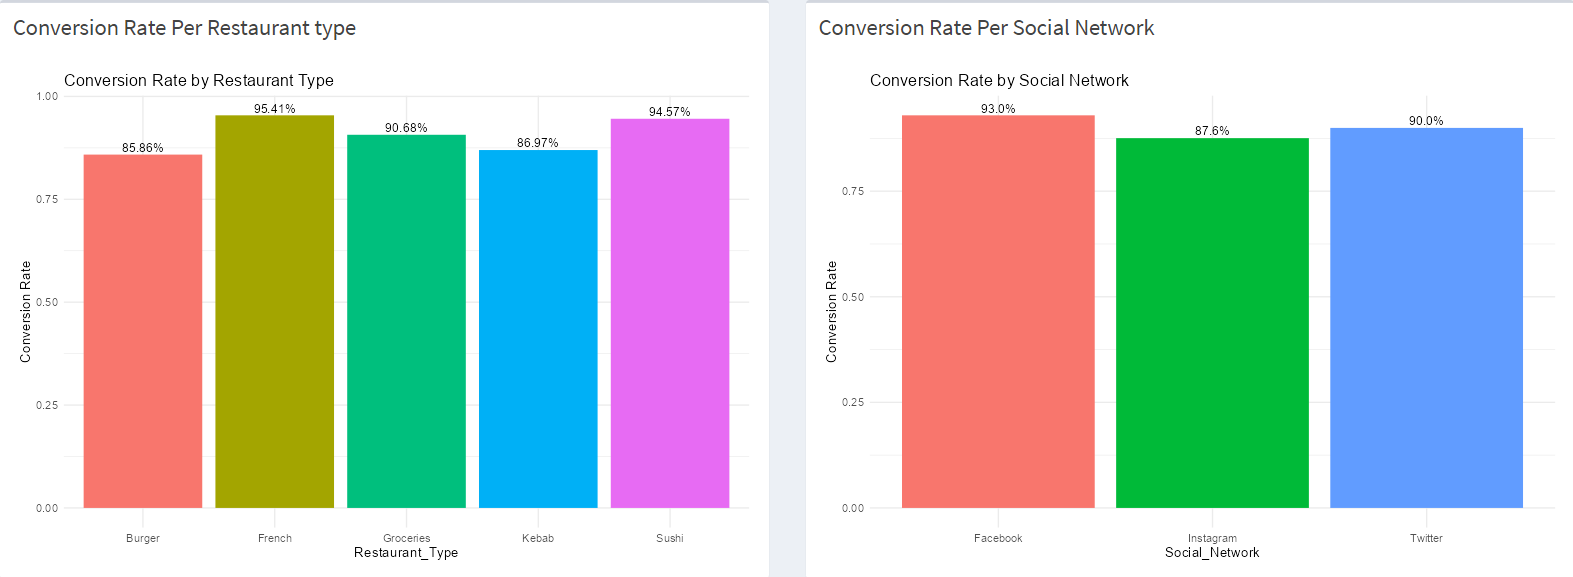 Conversion Rate Per Restaurant type
Conversion Rate by Restaurant Type
1.00
0.75
0.50
0.25
0.00
Conversion Rate
85.86%
95.41%
90.68%
86.97%
94.57%
Burger
French
Groceries
Kebab
Sushi
Restaurant_Type
Conversion Rate Per Social Network
Conversion Rate by Social Network
0.75
0.50
0.25
0.00
Conversion Rate
93.0%
87.6%
90.0%
Facebook
Instagram
Twitter
Social_Network